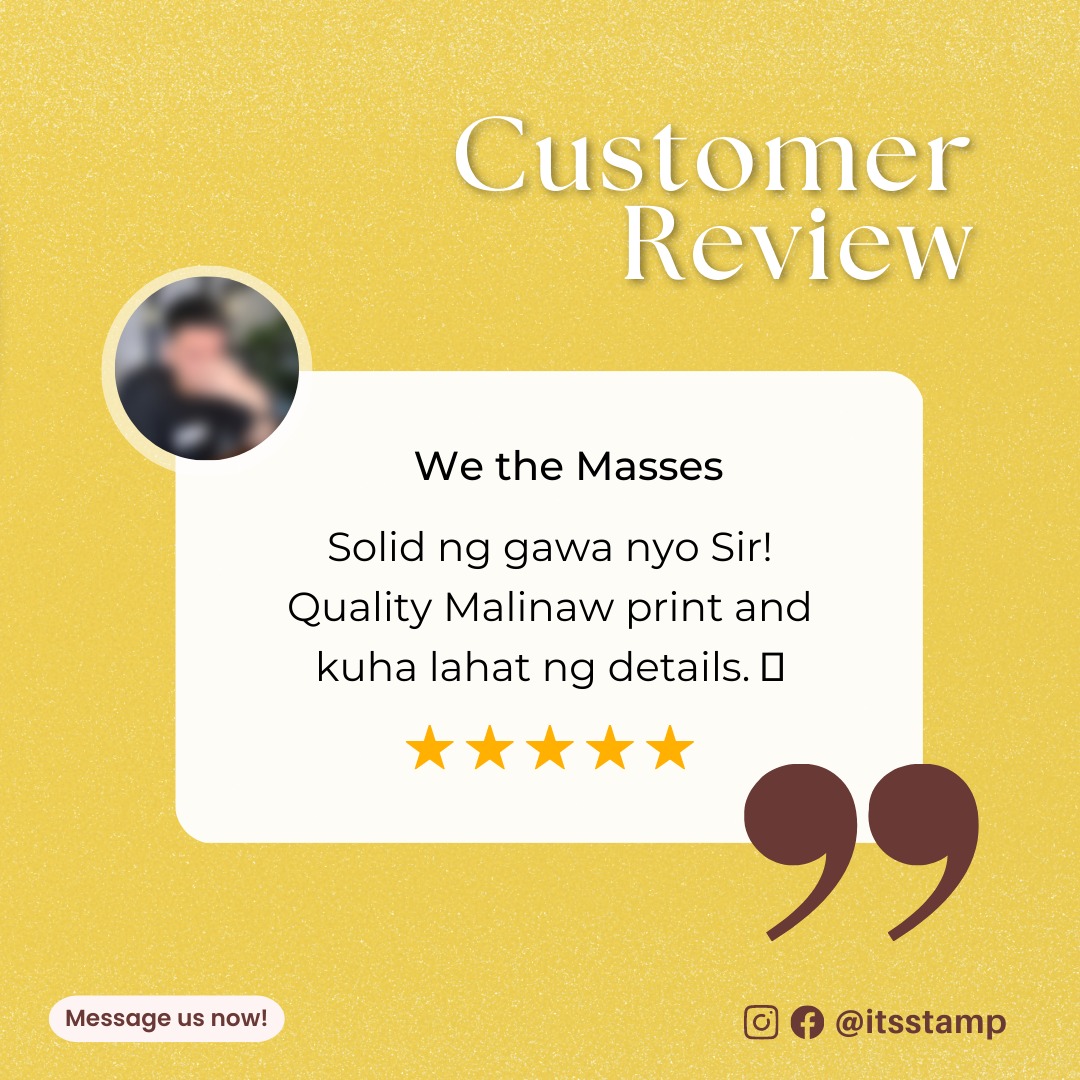 Customer
Review
We the Masses
Solid ng gawa nyo Sir!
Quality Malinaw print and
kuha lahat ng details. 
★★★★★
Message us now!
@itsstamp